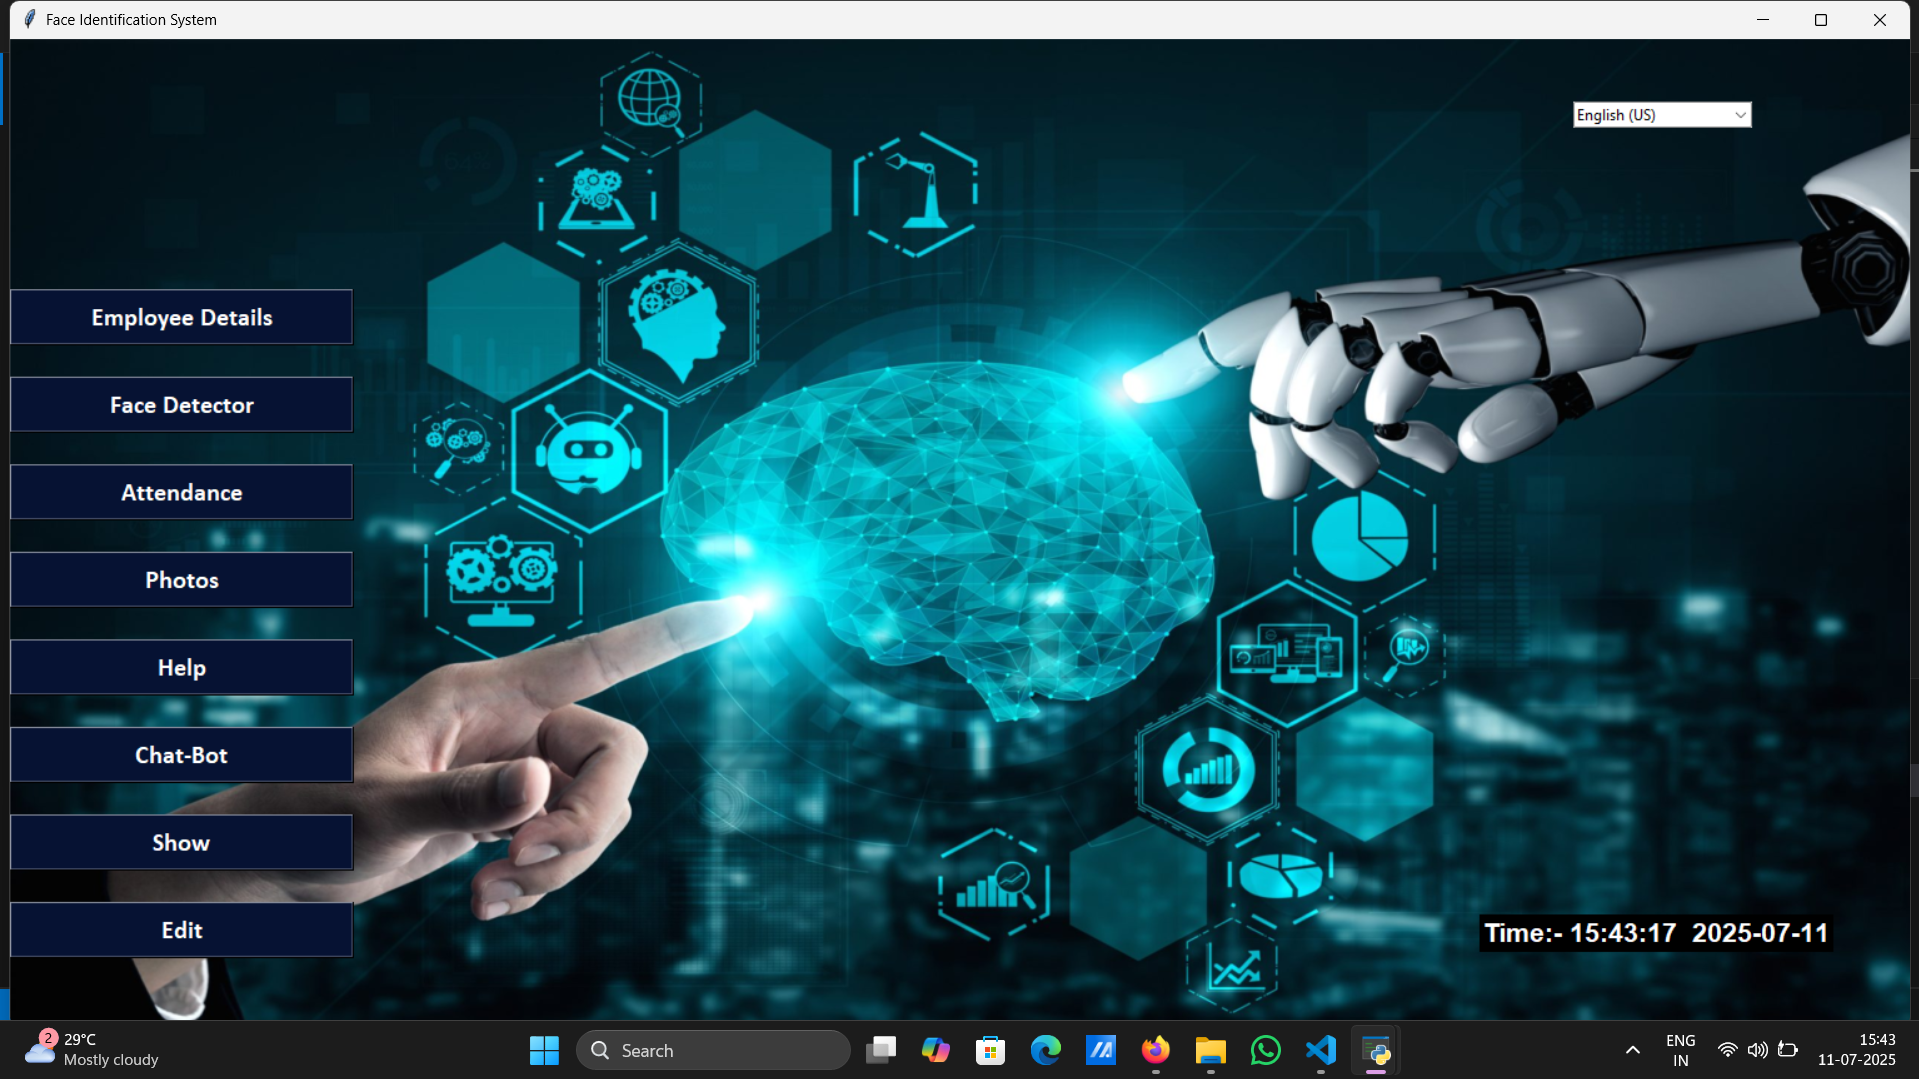 Face Identification System
English (US)
Employee Details
Face Detector
Attendance
Photos
Help
Chat-Bot
Show
Edit
Time:- 15:43:17 2025-07-11
2
29°C
Mostly cloudy
Search
ENG
IN
15:43
11-07-2025